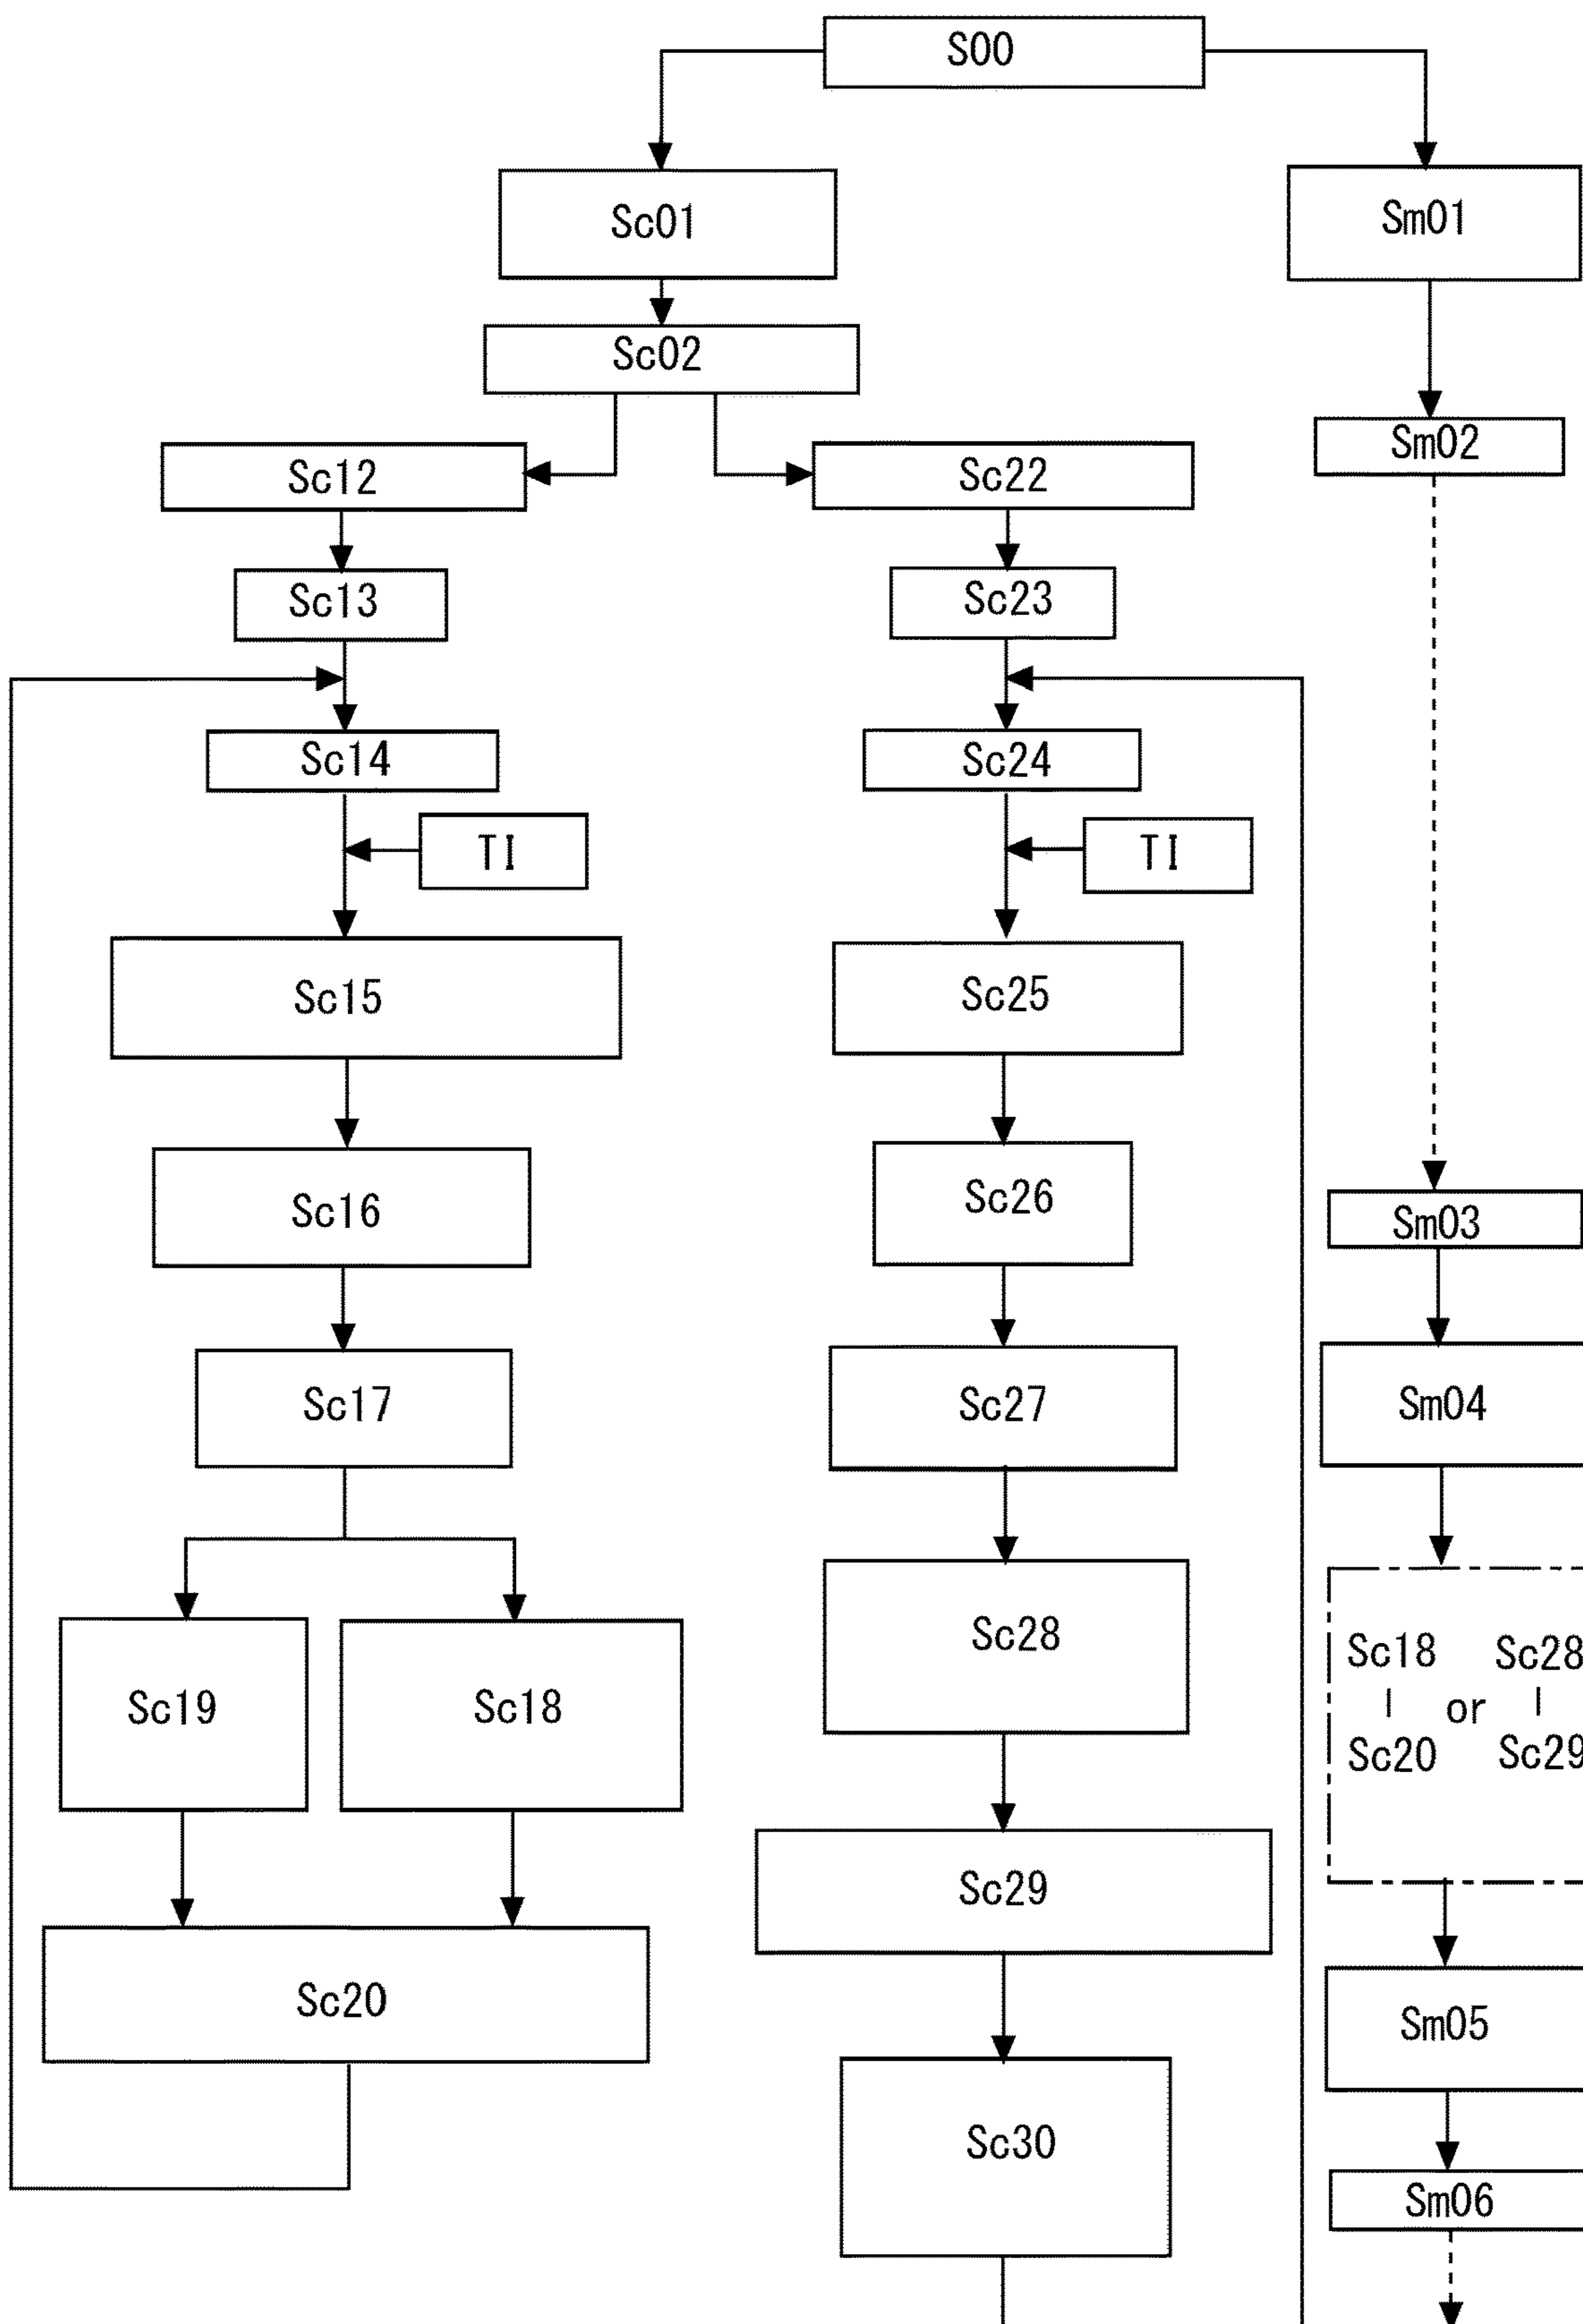 S00
Sc01
Sm01
Sc02
Sm02
Sc12
Sc22
Sc13
Sc23
Sc14
Sc24
TI
TI
Sc15
Sc25
Sc16
Sc26
Sm03
Sc17
Sc27
Sm04
Sc28
Sc18 Sc28
| or |
Sc20 Sc29
Sc19
Sc18
Sc29
Sc20
Sm05
Sc30
Sm06